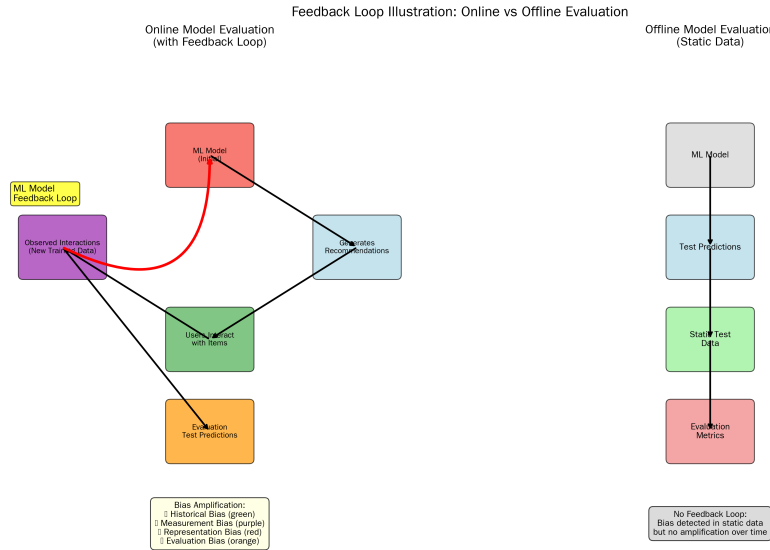 Feedback Loop Illustration: Online vs Offline Evaluation
Online Model Evaluation
(with Feedback Loop)
Offline Model Evaluation
(Static Data)
ML Model
(Initial)
ML Model
ML Model
Feedback Loop
Observed Interactions
(New Training Data)
Generates
Recommendations
Test Predictions
Users Interact
with Items
Static Test
Data
Evaluation
Test Predictions
Evaluation
Metrics
Bias Amplification:
▯ Historical Bias (green)
▯ Measurement Bias (purple)
▯ Representation Bias (red)
▯ Evaluation Bias (orange)
No Feedback Loop:
Bias detected in static data
but no amplification over time